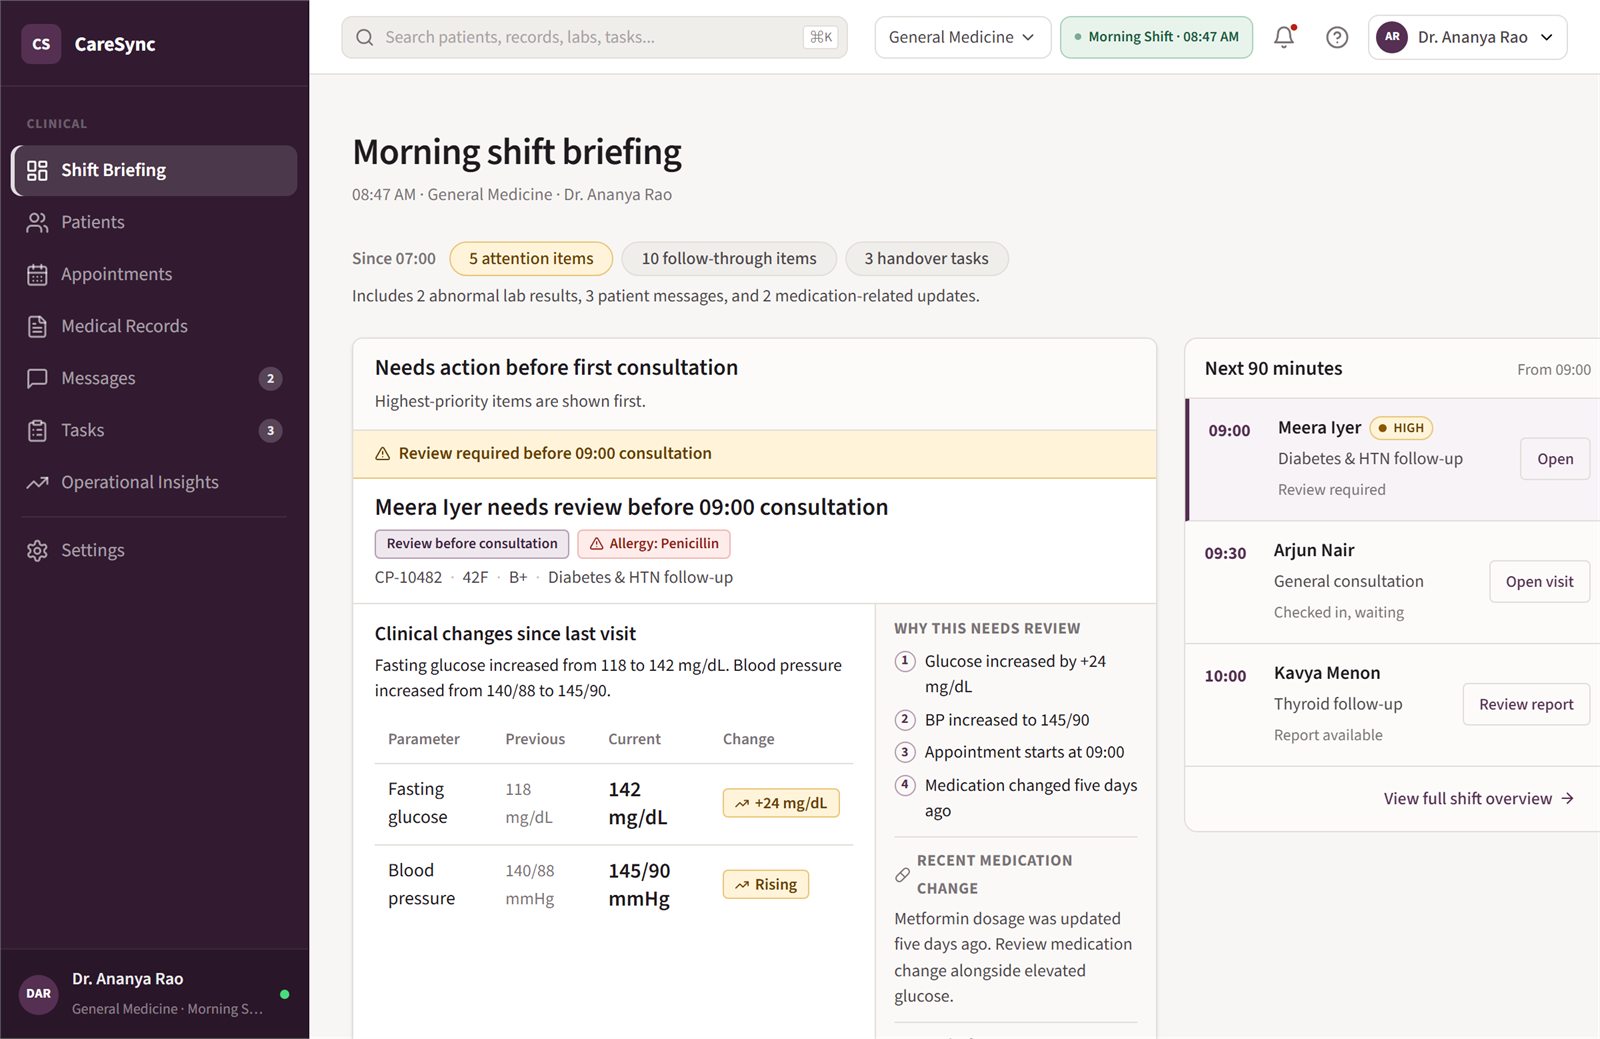 CS
CareSync
CLINICAL
Shift Briefing
Patients
Appointments
Medical Records
Messages 2
Tasks 3
Operational Insights
Settings
DAR
Dr. Ananya Rao
General Medicine · Morning S...
Search patients, records, labs, tasks... ⌘K
General Medicine
Morning Shift · 08:47 AM
AR Dr. Ananya Rao
Morning shift briefing
08:47 AM · General Medicine · Dr. Ananya Rao
Since 07:00 5 attention items 10 follow-through items 3 handover tasks
Includes 2 abnormal lab results, 3 patient messages, and 2 medication-related updates.
Needs action before first consultation
Highest-priority items are shown first.
Review required before 09:00 consultation
Meera Iyer needs review before 09:00 consultation
Review before consultation Allergy: Penicillin
CP-10482 · 42F · B+ · Diabetes & HTN follow-up
Clinical changes since last visit
Fasting glucose increased from 118 to 142 mg/dL. Blood pressure
increased from 140/88 to 145/90.
Parameter Previous Current Change
Fasting 118 142 +24 mg/dL
glucose mg/dL mg/dL
Blood 140/88 145/90 Rising
pressure mmHg mmHg
WHY THIS NEEDS REVIEW
1 Glucose increased by +24
mg/dL
2 BP increased to 145/90
3 Appointment starts at 09:00
4 Medication changed five days
ago
RECENT MEDICATION
CHANGE
Metformin dosage was updated
five days ago. Review medication
change alongside elevated
glucose.
Next 90 minutes From 09:00
09:00 Meera Iyer HIGH
Diabetes & HTN follow-up Open
Review required
09:30 Arjun Nair
General consultation Open visit
Checked in, waiting
10:00 Kavya Menon
Thyroid follow-up Review report
Report available
View full shift overview →